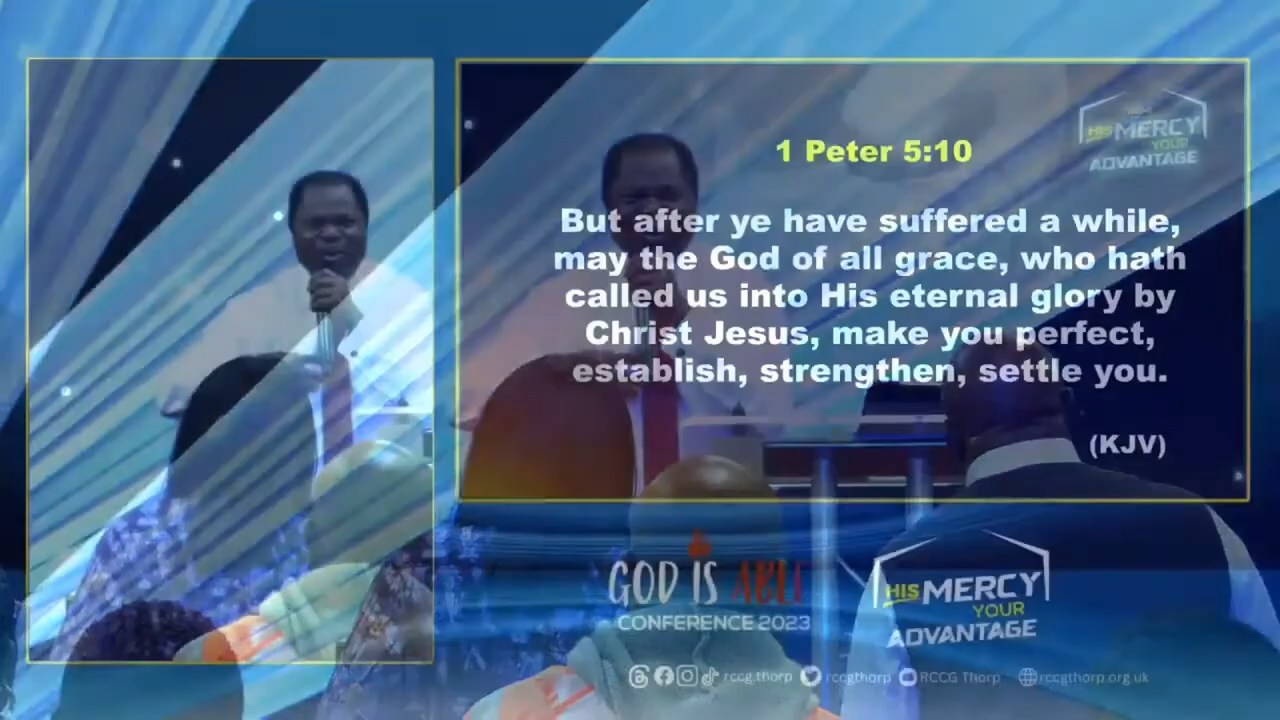 HIS MERCY
YOUR
ADVANTAGE
1 Peter 5:10
But after ye have suffered a while,
may the God of all grace, who hath
called us into His eternal glory by
Christ Jesus, make you perfect,
establish, strengthen, settle you.
(KJV)
GOD IS ABLE
CONFERENCE 2023
HIS MERCY
YOUR
ADVANTAGE
rccg.thorp rccgthorp RCCG Thorp rccgthorp.org.uk